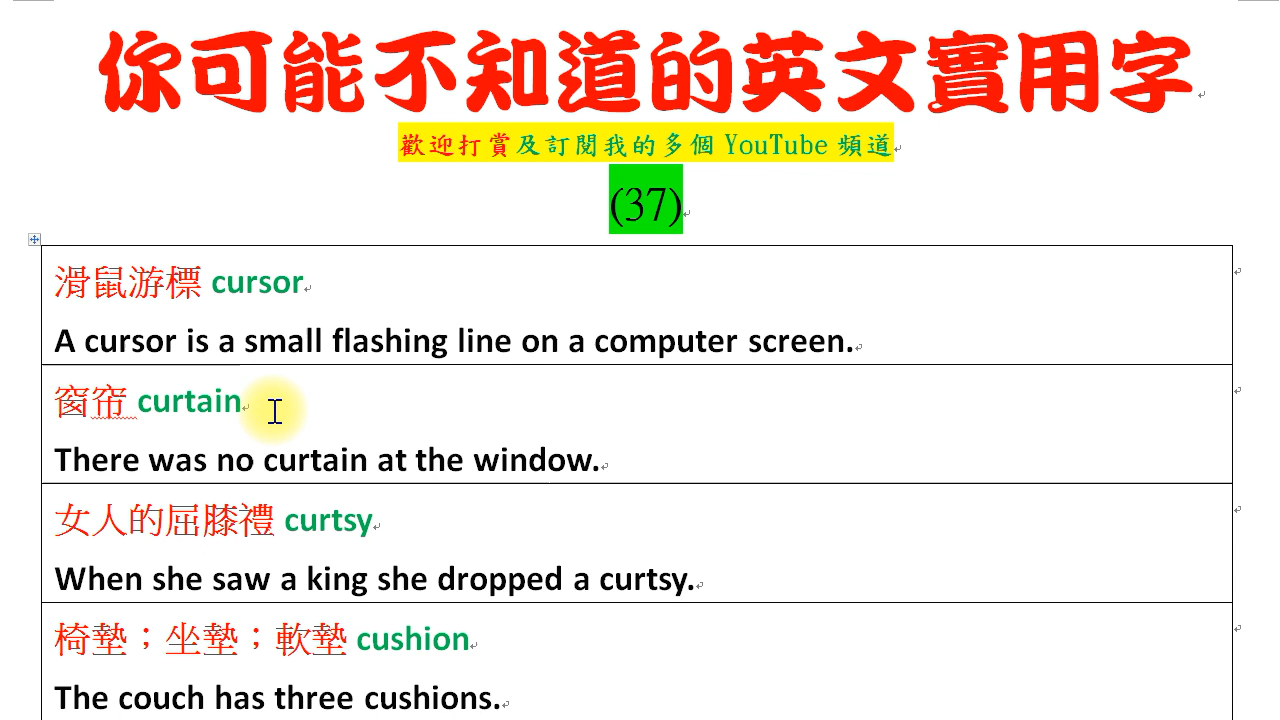 你可能不知道的英文實用字
歡迎打賞及訂閱我的多個 YouTube 頻道
(37)
滑鼠游標 cursor
A cursor is a small flashing line on a computer screen.
窗帘 curtain
There was no curtain at the window.
女人的屈膝禮 curtsy
When she saw a king she dropped a curtsy.
椅墊；坐墊；軟墊 cushion
The couch has three cushions.